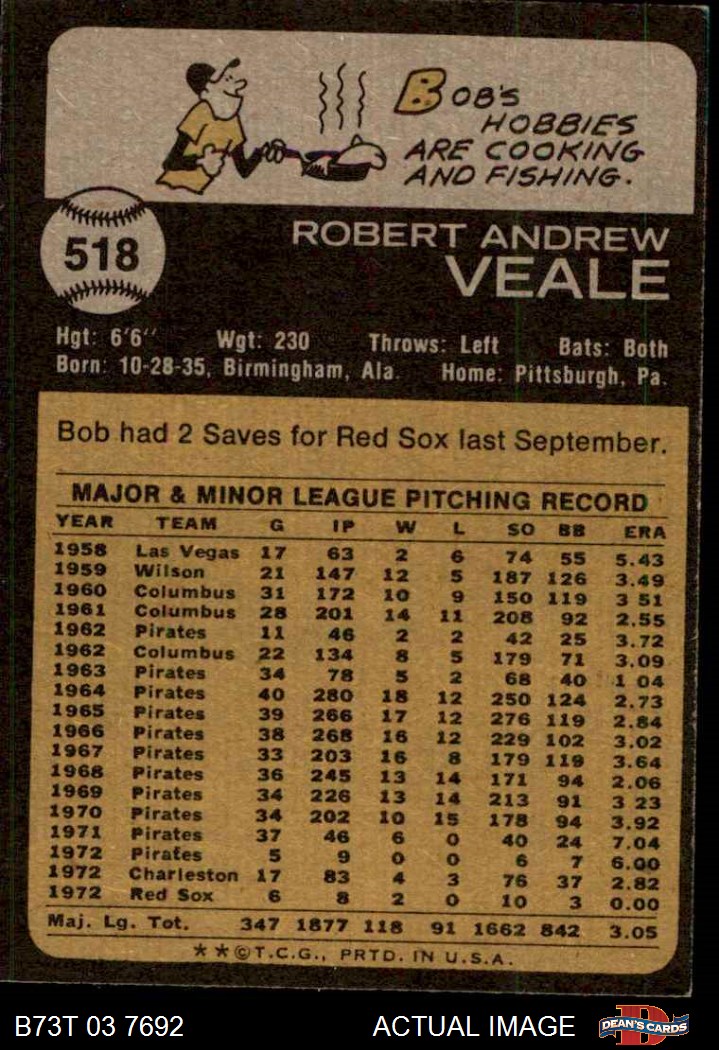 BOB'S
HOBBIES
ARE COOKING
AND FISHING.
518
ROBERT ANDREW
VEALE
Hgt: 6'6" Wgt: 230 Throws: Left Bats: Both
Born: 10-28-35, Birmingham, Ala. Home: Pittsburgh, Pa.
Bob had 2 Saves for Red Sox last September.
MAJOR & MINOR LEAGUE PITCHING RECORD
YEAR TEAM G IP W L SO BB ERA
1958 Las Vegas 17 63 2 6 74 55 5.43
1959 Wilson 21 147 12 5 187 126 3.49
1960 Columbus 31 172 10 9 150 119 3 51
1961 Columbus 28 201 14 11 208 92 2.55
1962 Pirates 11 46 2 2 42 25 3.72
1962 Columbus 22 134 8 5 179 71 3.09
1963 Pirates 34 78 5 2 68 40 1 04
1964 Pirates 40 280 18 12 250 124 2.73
1965 Pirates 39 266 17 12 276 119 2.84
1966 Pirates 38 268 16 12 229 102 3.02
1967 Pirates 33 203 16 8 179 119 3.64
1968 Pirates 36 245 13 14 171 94 2.06
1969 Pirates 34 226 13 14 213 91 3 23
1970 Pirates 34 202 10 15 178 94 3.92
1971 Pirates 37 46 6 0 40 24 7.04
1972 Pirates 5 9 0 0 6 7 6.00
1972 Charleston 17 83 4 3 76 37 2.82
1972 Red Sox 6 8 2 0 10 3 0.00
Maj. Lg. Tot. 347 1877 118 91 1662 842 3.05
**©T.C.G., PRTD. IN U.S.A.
B73T 03 7692 ACTUAL IMAGE DEAN'S CARDS